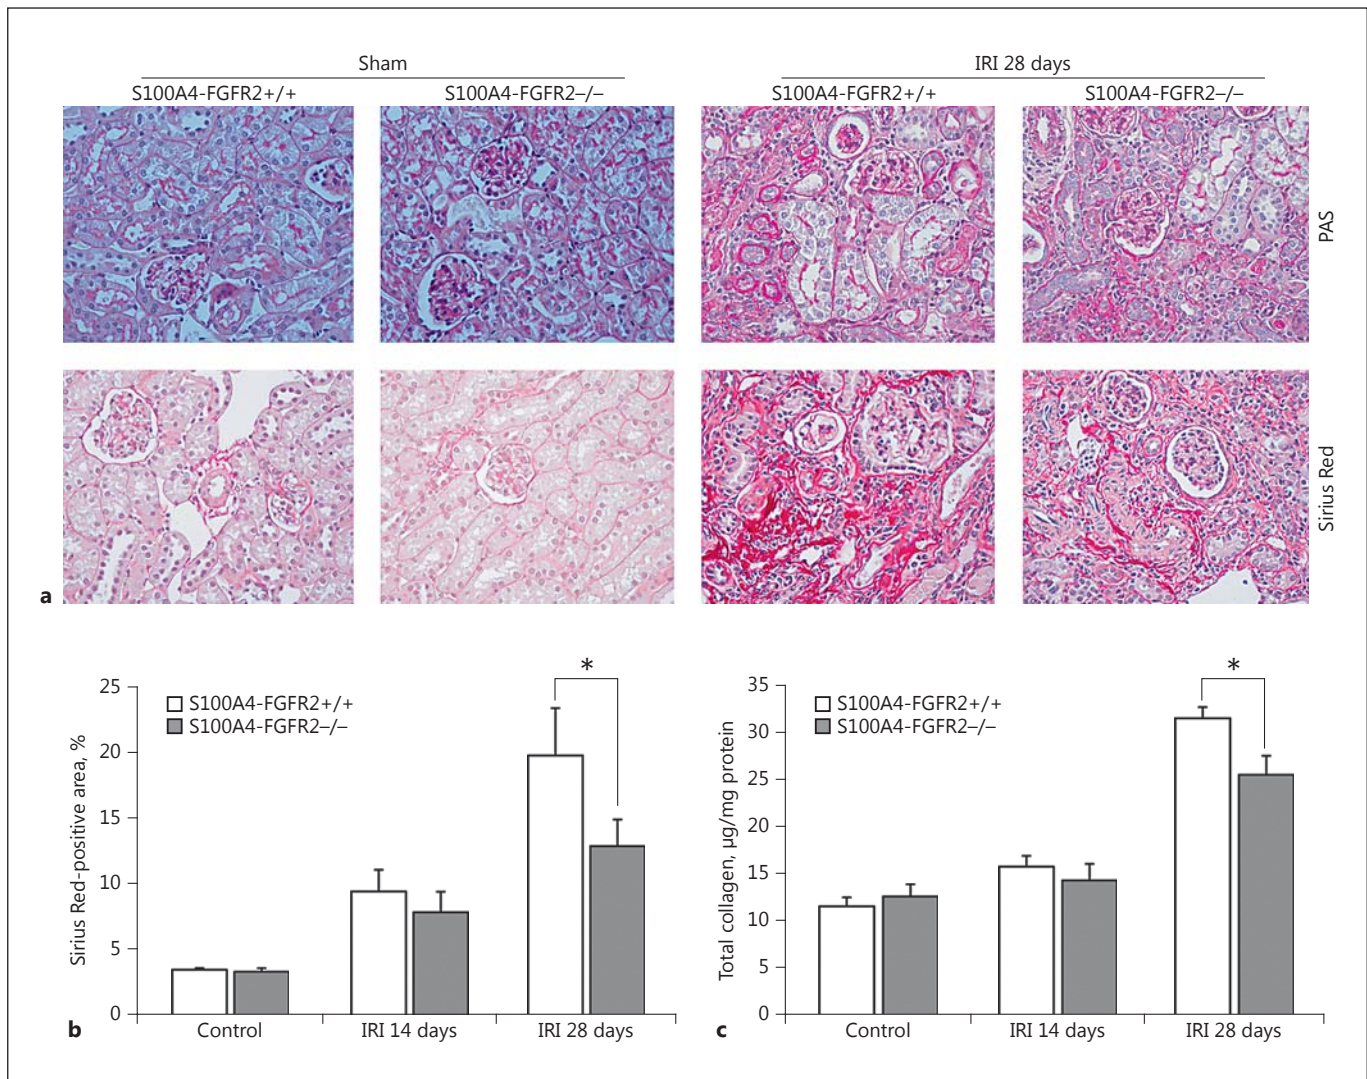 Sham
IRI 28 days
S100A4-FGFR2+/+
S100A4-FGFR2–/–
S100A4-FGFR2+/+
S100A4-FGFR2–/–
PAS
Sirius Red
a
*
25
20
15
10
5
0
Sirius Red-positive area, %
S100A4-FGFR2+/+
S100A4-FGFR2–/–
Control
IRI 14 days
IRI 28 days
b
*
35
30
25
20
15
10
5
0
Total collagen, μg/mg protein
S100A4-FGFR2+/+
S100A4-FGFR2–/–
Control
IRI 14 days
IRI 28 days
c